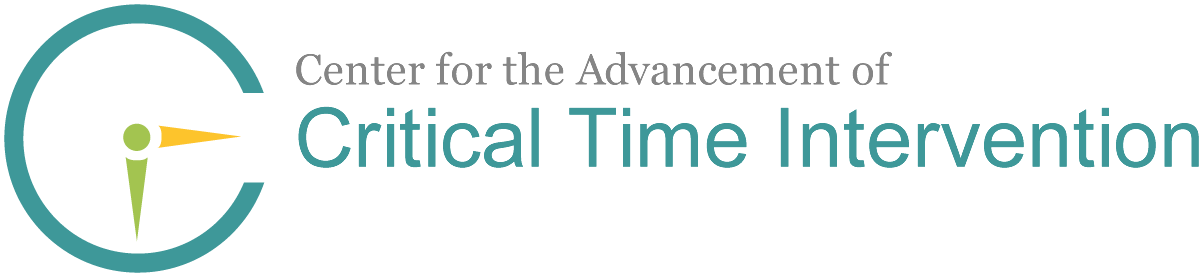 Center for the Advancement of
Critical Time Intervention